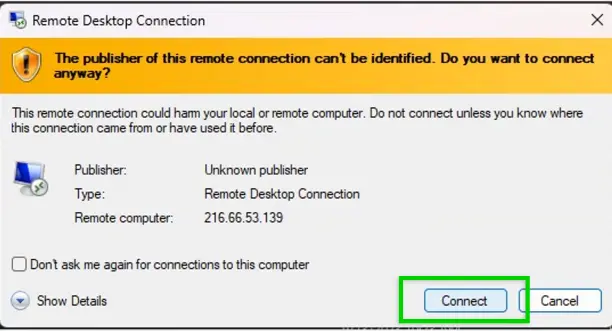 Remote Desktop Connection
The publisher of this remote connection can't be identified. Do you want to connect
anyway?
This remote connection could harm your local or remote computer. Do not connect unless you know where
this connection came from or have used it before.
Publisher: Unknown publisher
Type: Remote Desktop Connection
Remote computer: 216.66.53.139
Don't ask me again for connections to this computer
Show Details Connect Cancel